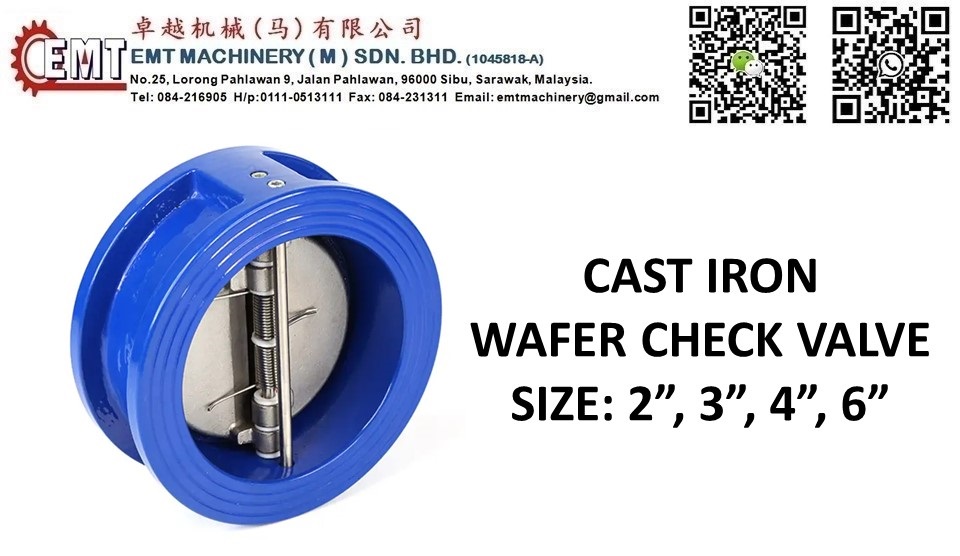 EMT
卓越机械(马)有限公司
EMT MACHINERY ( M ) SDN. BHD. (1045818-A)
No.25, Lorong Pahlawan 9, Jalan Pahlawan, 96000 Sibu, Sarawak, Malaysia.
Tel: 084-216905 H/p:0111-0513111 Fax: 084-231311 Email: emtmachinery@gmail.com
CAST IRON
WAFER CHECK VALVE
SIZE: 2”, 3”, 4”, 6”